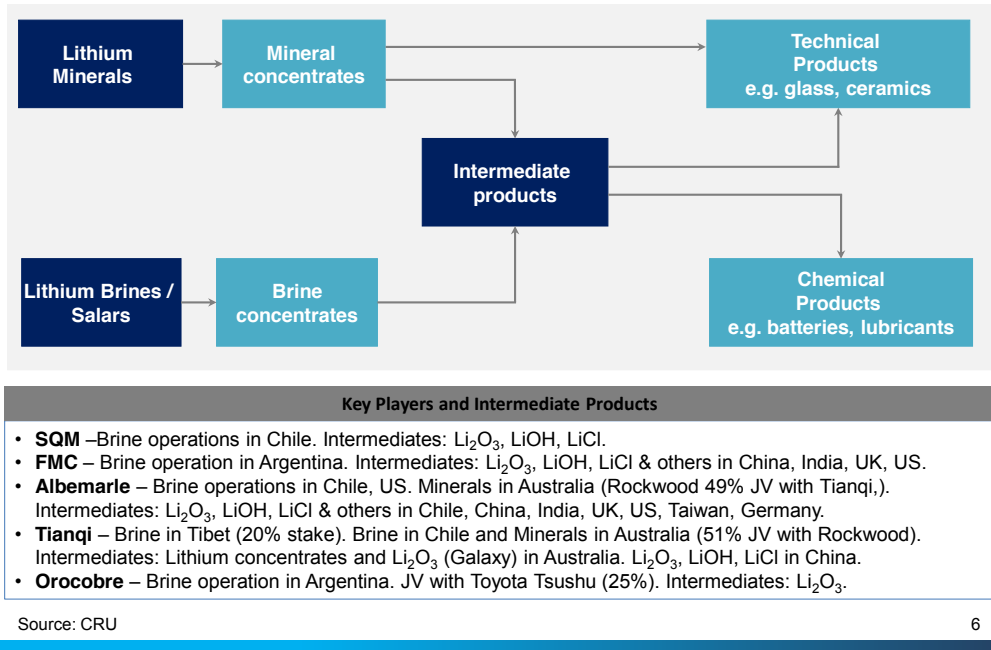 Lithium
Minerals
Mineral
concentrates
Technical
Products
e.g. glass, ceramics
Intermediate
products
Lithium Brines /
Salars
Brine
concentrates
Chemical
Products
e.g. batteries, lubricants
Key Players and Intermediate Products
• SQM –Brine operations in Chile. Intermediates: Li₂O₃, LiOH, LiCl.
• FMC – Brine operation in Argentina. Intermediates: Li₂O₃, LiOH, LiCl & others in China, India, UK, US.
• Albemarle – Brine operations in Chile, US. Minerals in Australia (Rockwood 49% JV with Tianqi,).
Intermediates: Li₂O₃, LiOH, LiCl & others in Chile, China, India, UK, US, Taiwan, Germany.
• Tianqi – Brine in Tibet (20% stake). Brine in Chile and Minerals in Australia (51% JV with Rockwood).
Intermediates: Lithium concentrates and Li₂O₃ (Galaxy) in Australia. Li₂O₃, LiOH, LiCl in China.
• Orocobre – Brine operation in Argentina. JV with Toyota Tsushu (25%). Intermediates: Li₂O₃.
Source: CRU
6